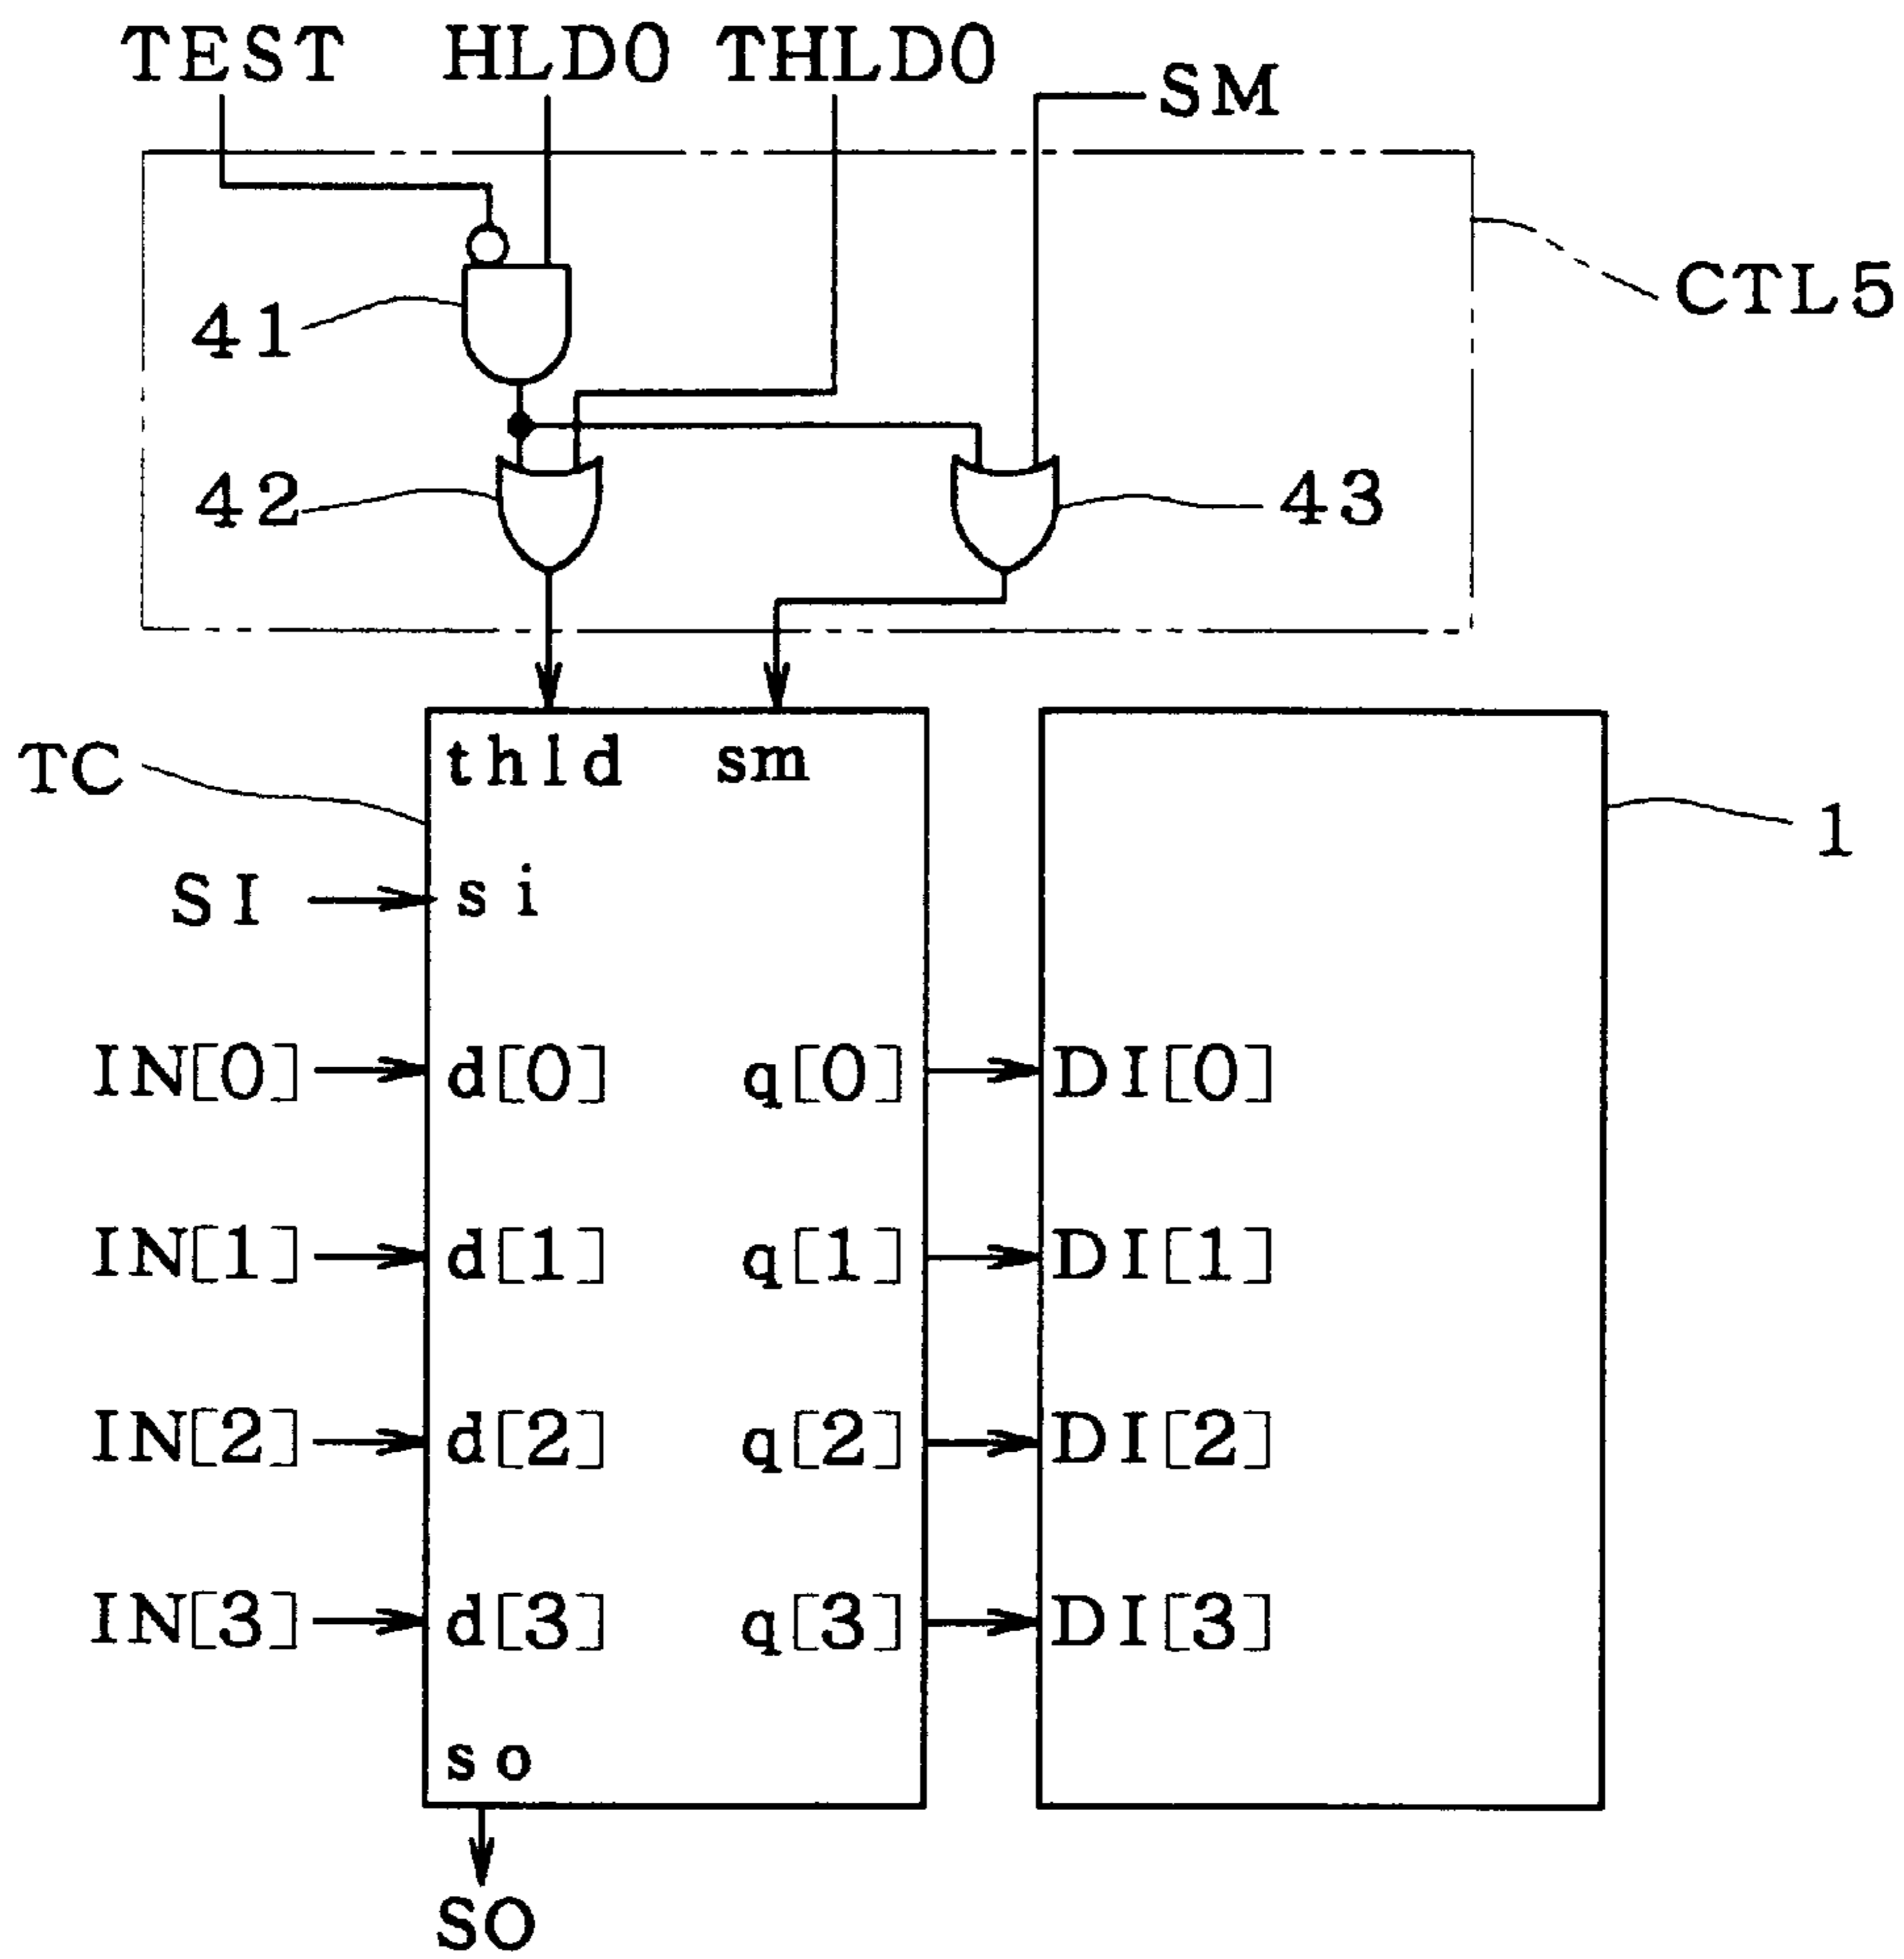 TEST HLD0 THLD0 SM
CTL5
41
42 43
thld sm
TC
1
SI si
IN[0] d[0] q[0] DI[0]
IN[1] d[1] q[1] DI[1]
IN[2] d[2] q[2] DI[2]
IN[3] d[3] q[3] DI[3]
so
SO